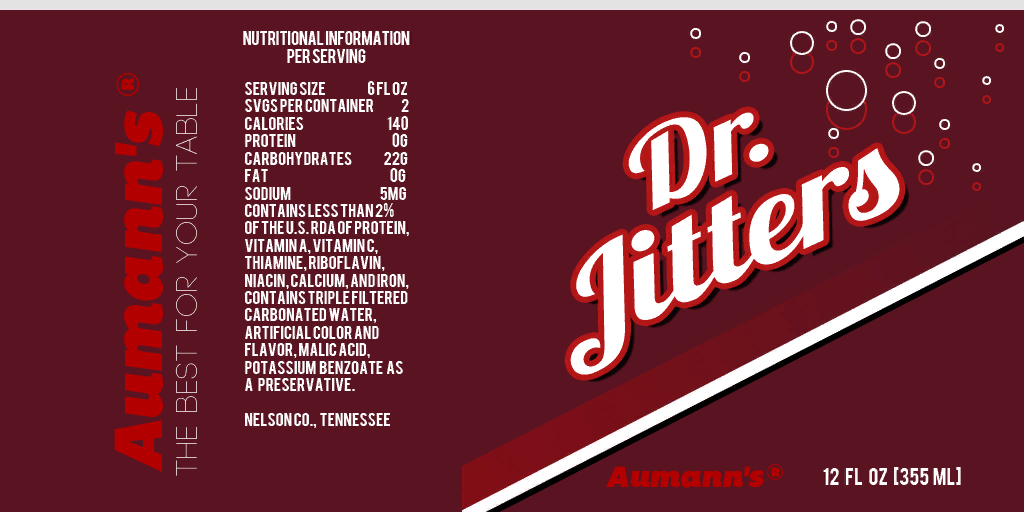 Aumann's®
THE BEST FOR YOUR TABLE
NUTRITIONAL INFORMATION
PER SERVING
SERVING SIZE 6 FL OZ
SVGS PER CONTAINER 2
CALORIES 140
PROTEIN 0G
CARBOHYDRATES 22G
FAT 0G
SODIUM 5MG
CONTAINS LESS THAN 2%
OF THE U.S. RDA OF PROTEIN,
VITAMIN A, VITAMIN C,
THIAMINE, RIBOFLAVIN,
NIACIN, CALCIUM, AND IRON,
CONTAINS TRIPLE FILTERED
CARBONATED WATER,
ARTIFICIAL COLOR AND
FLAVOR, MALIC ACID,
POTASSIUM BENZOATE AS
A PRESERVATIVE.
NELSON CO., TENNESSEE
Dr.
Jitters
Aumann's®
12 FL OZ [355 ML]